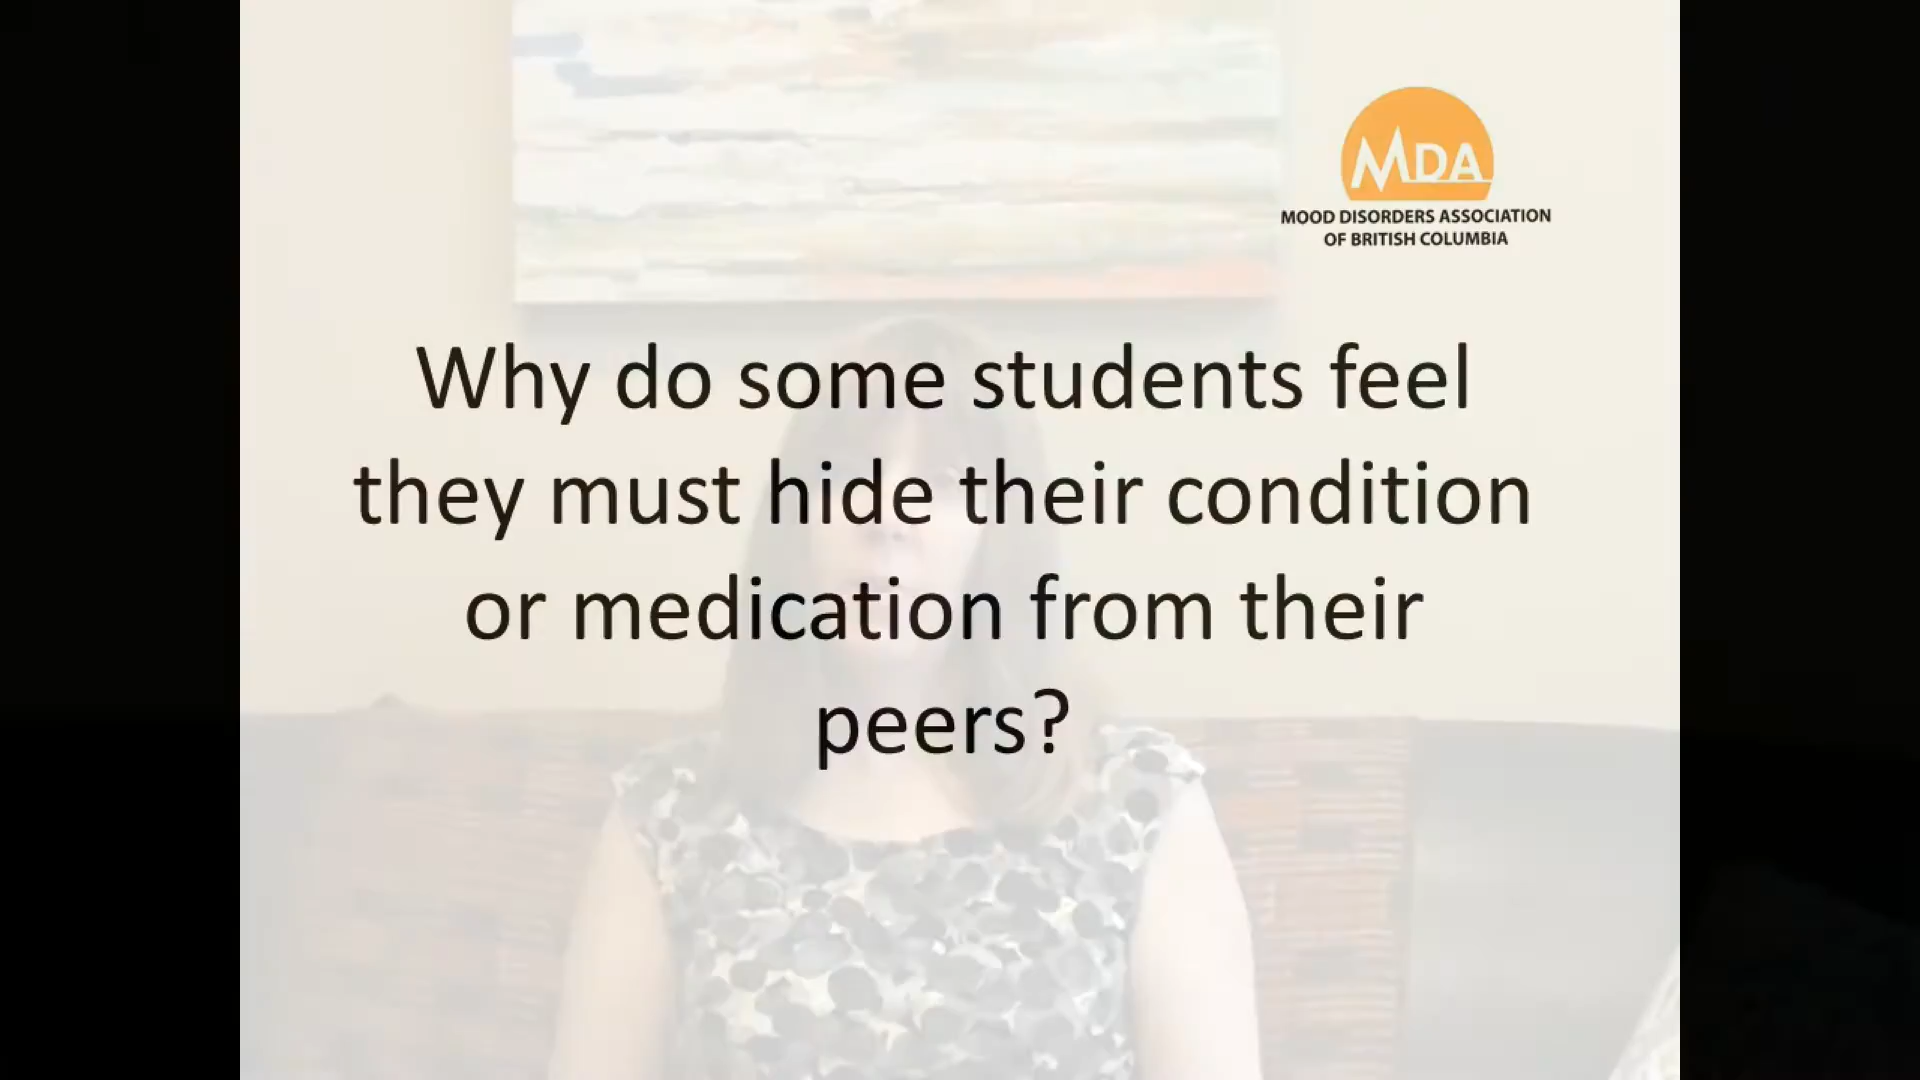 MDA
MOOD DISORDERS ASSOCIATION
OF BRITISH COLUMBIA
Why do some students feel
they must hide their condition
or medication from their
peers?